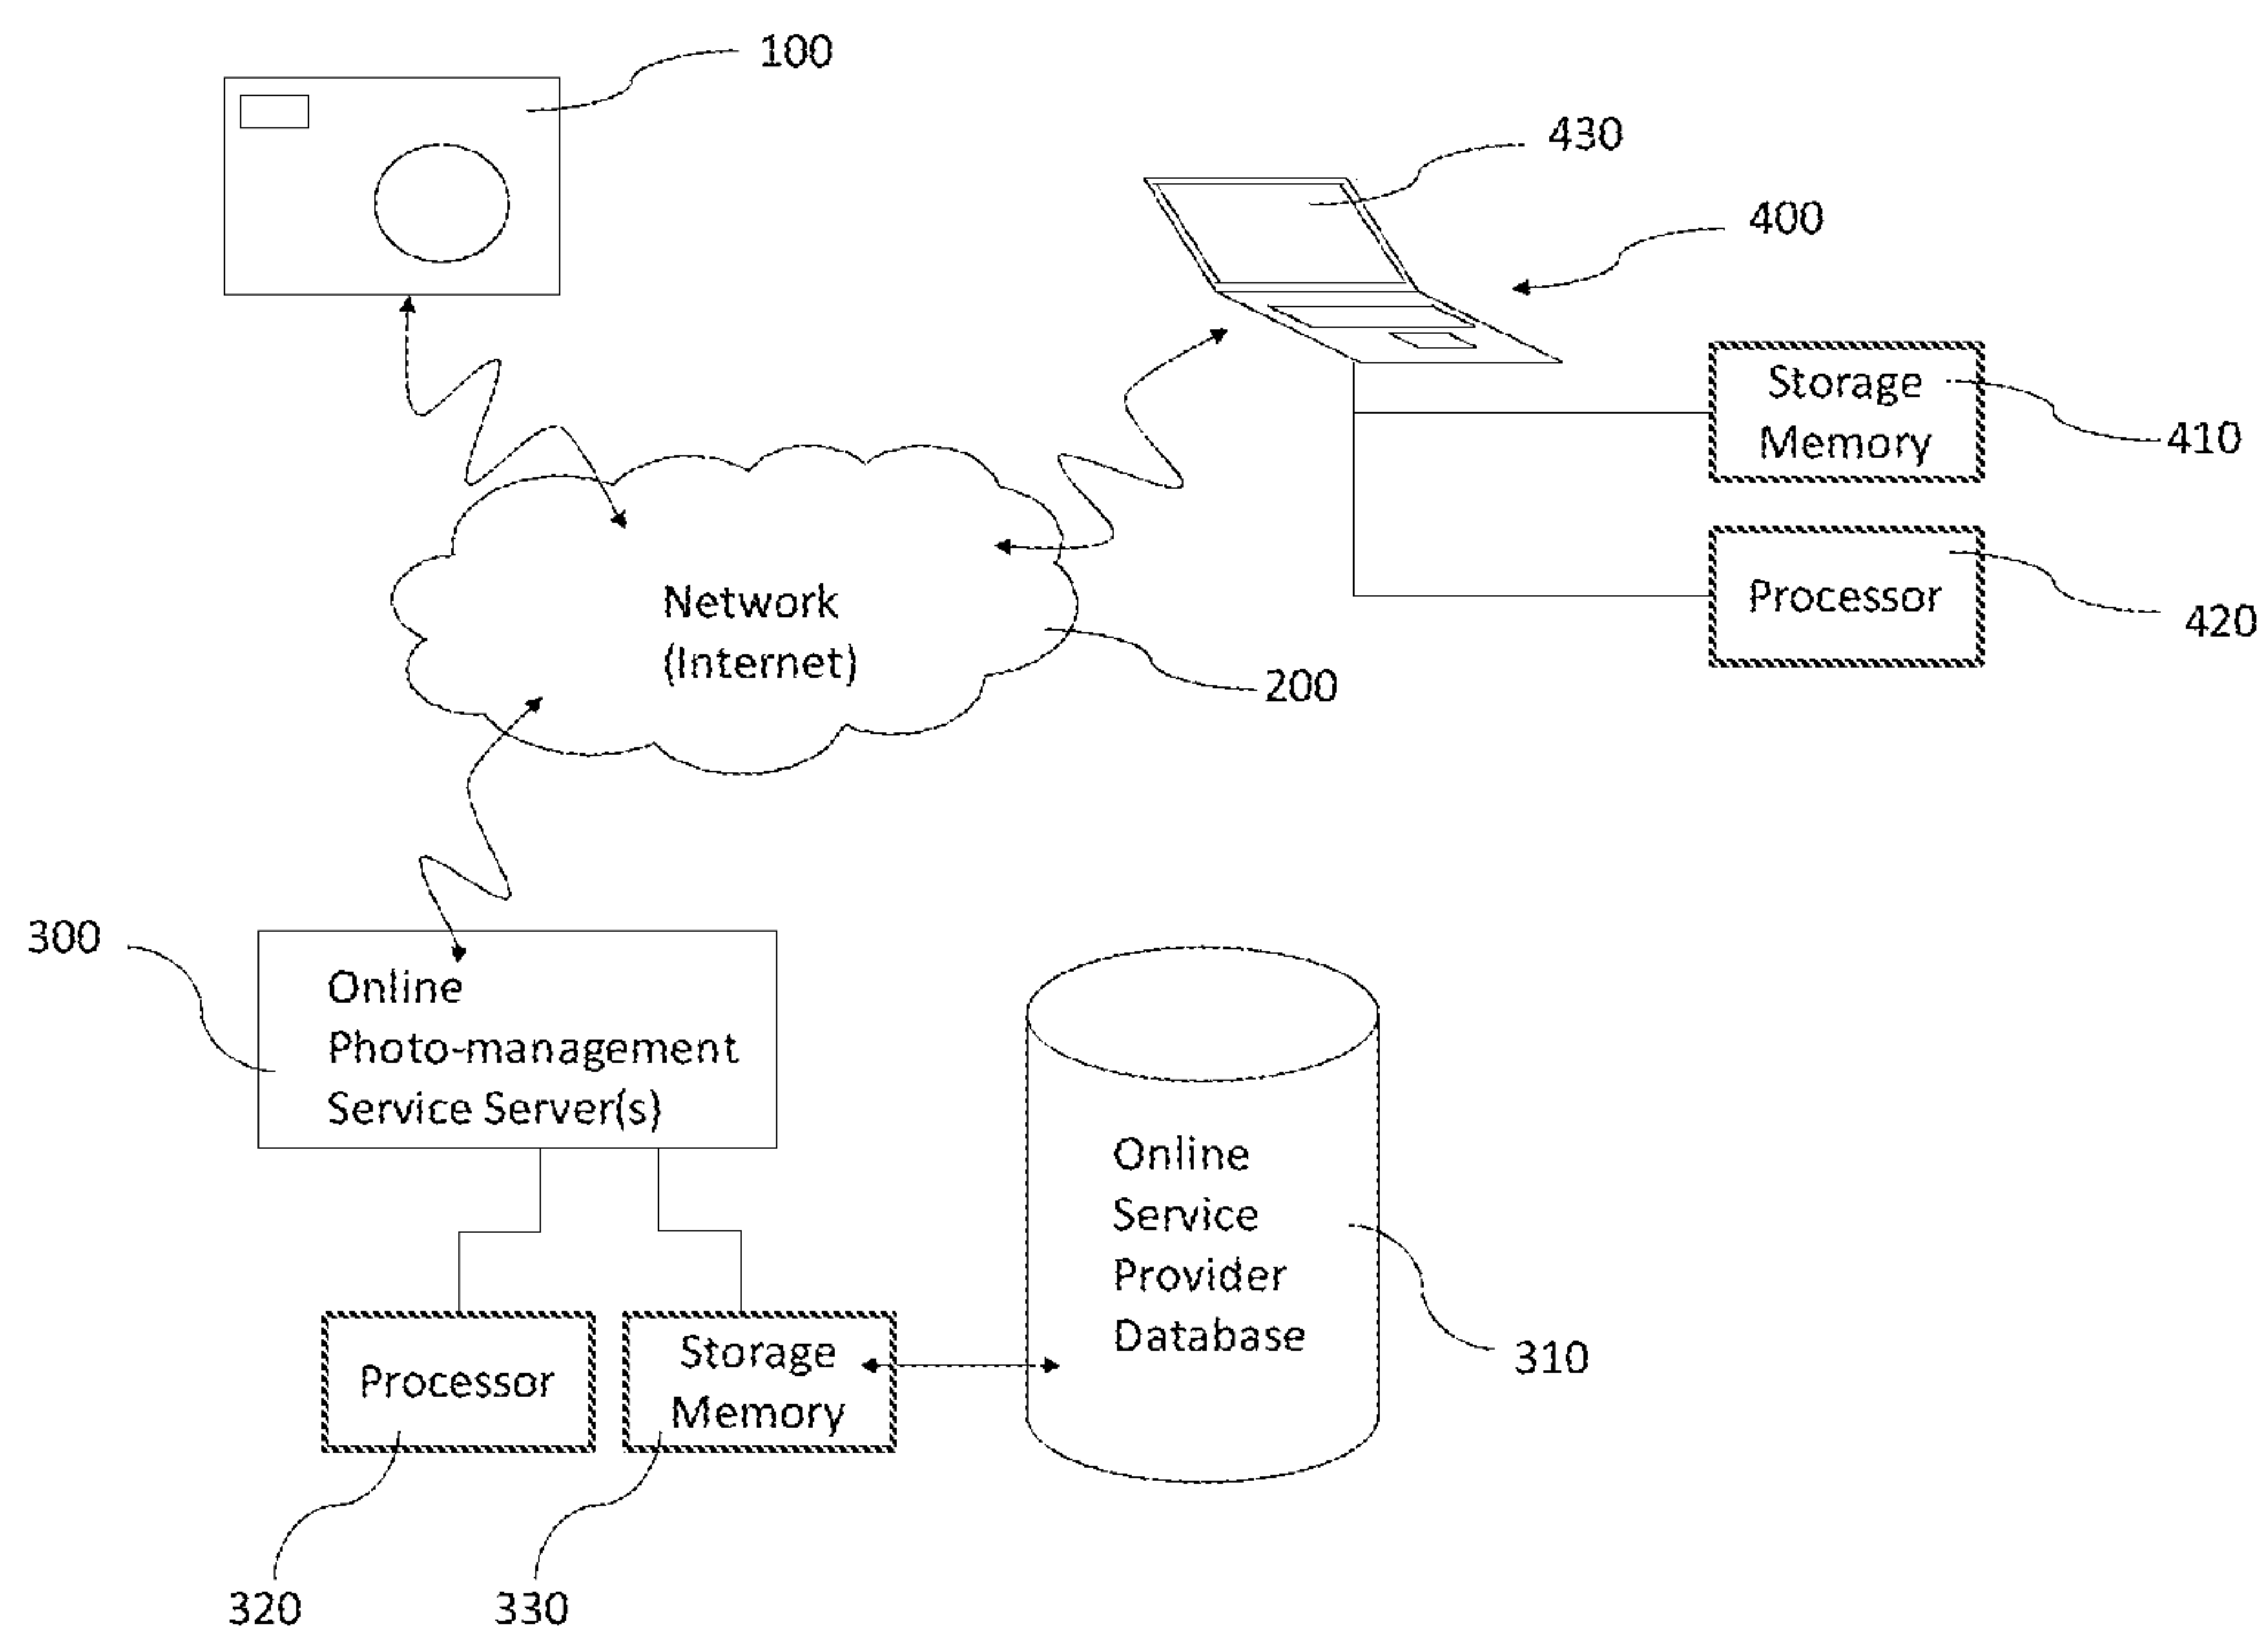 100
430
400
Storage
Memory
410
Processor
420
Network
(Internet)
200
300
Online
Photo-management
Service Server(s)
Online
Service
Provider
Database
310
Processor
Storage
Memory
320
330